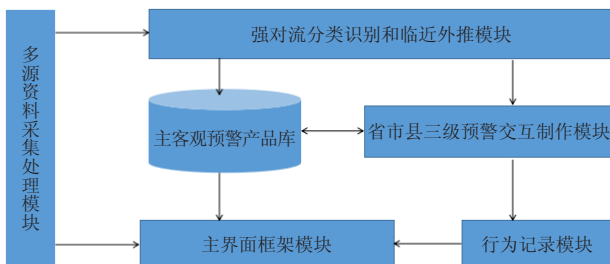 多源资料采集处理模块
强对流分类识别和临近外推模块
主客观预警产品库
省市县三级预警交互制作模块
主界面框架模块
行为记录模块